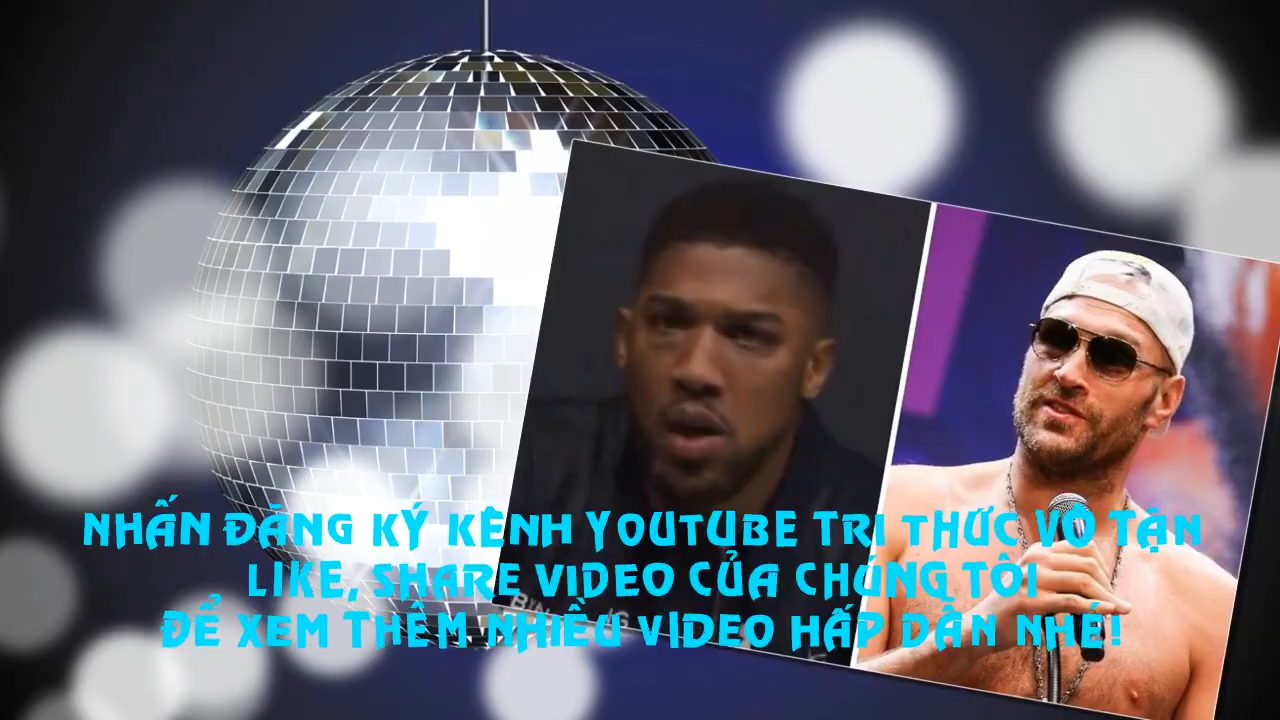 NHẤN ĐĂNG KÝ KÊNH YOUTUBE TRI THỨC VÔ TẬN
LIKE, SHARE VIDEO CỦA CHÚNG TÔI
ĐỂ XEM THÊM NHIỀU VIDEO HẤP DẪN NHÉ!